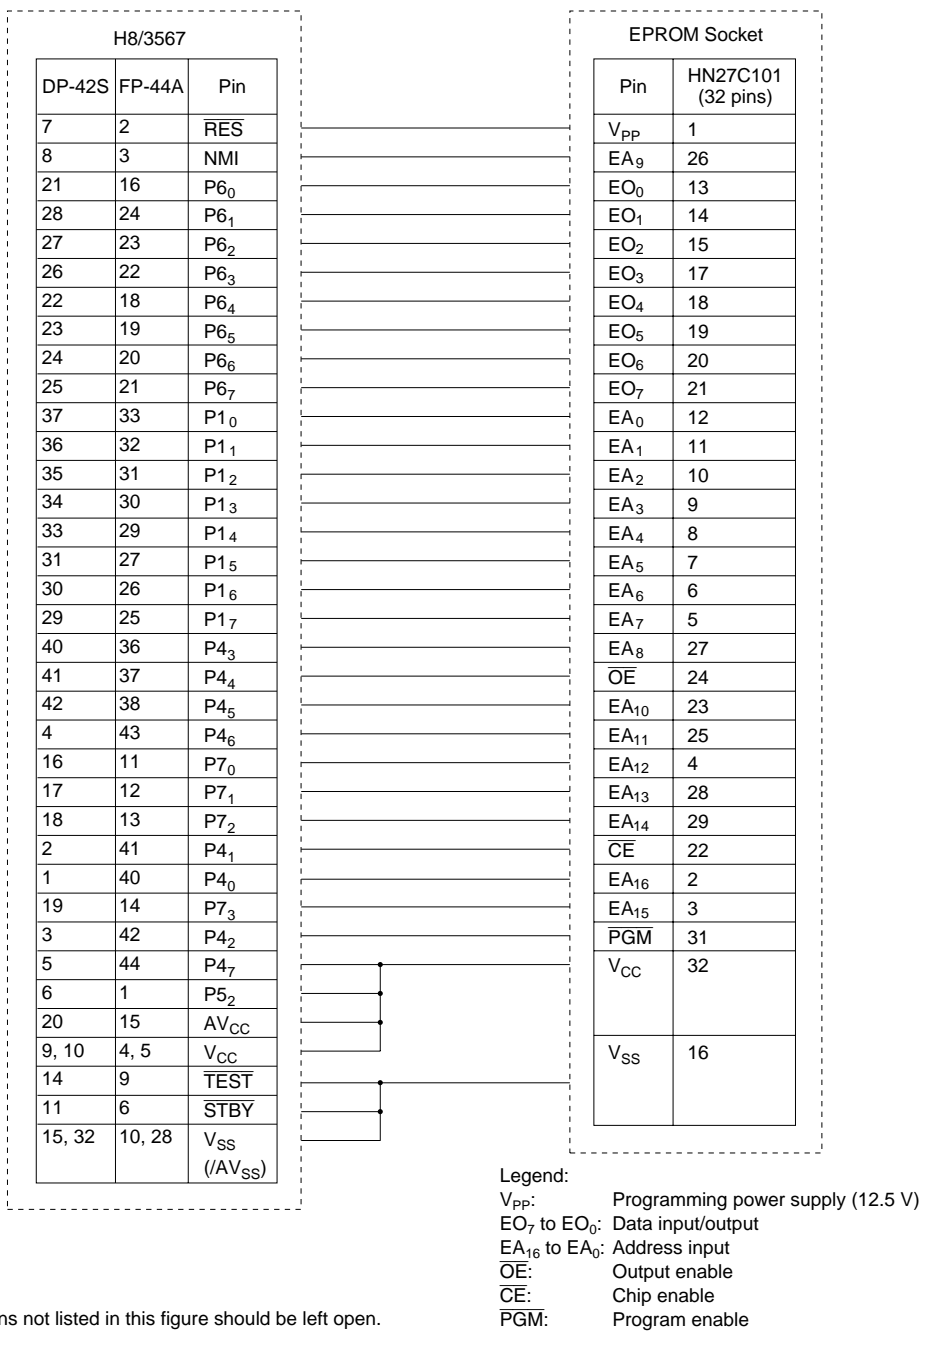 H8/3567
DP-42S FP-44A Pin
7 2 R̅E̅S̅
8 3 NMI
21 16 P6₀
28 24 P6₁
27 23 P6₂
26 22 P6₃
22 18 P6₄
23 19 P6₅
24 20 P6₆
25 21 P6₇
37 33 P1₀
36 32 P1₁
35 31 P1₂
34 30 P1₃
33 29 P1₄
31 27 P1₅
30 26 P1₆
29 25 P1₇
40 36 P4₃
41 37 P4₄
42 38 P4₅
4 43 P4₆
16 11 P7₀
17 12 P7₁
18 13 P7₂
2 41 P4₁
1 40 P4₀
19 14 P7₃
3 42 P4₂
5 44 P4₇
6 1 P5₂
20 15 AVCC
9, 10 4, 5 VCC
14 9 T̅E̅S̅T̅
11 6 S̅T̅B̅Y̅
15, 32 10, 28 VSS
(/AVSS)
EPROM Socket
Pin HN27C101
(32 pins)
VPP 1
EA₉ 26
EO₀ 13
EO₁ 14
EO₂ 15
EO₃ 17
EO₄ 18
EO₅ 19
EO₆ 20
EO₇ 21
EA₀ 12
EA₁ 11
EA₂ 10
EA₃ 9
EA₄ 8
EA₅ 7
EA₆ 6
EA₇ 5
EA₈ 27
O̅E̅ 24
EA₁₀ 23
EA₁₁ 25
EA₁₂ 4
EA₁₃ 28
EA₁₄ 29
C̅E̅ 22
EA₁₆ 2
EA₁₅ 3
P̅G̅M̅ 31
VCC 32
VSS 16
Legend:
VPP: Programming power supply (12.5 V)
EO₇ to EO₀: Data input/output
EA₁₆ to EA₀: Address input
O̅E̅: Output enable
C̅E̅: Chip enable
P̅G̅M̅: Program enable
not listed in this figure should be left open.